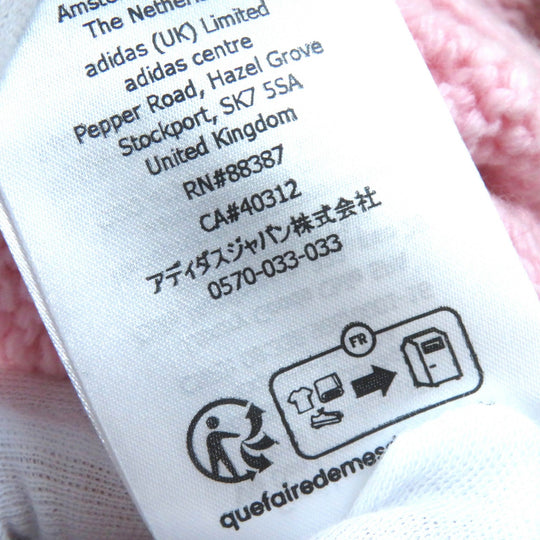 The
adidas (UK) Limited
adidas centre
Pepper Road, Hazel Grove
Stockport, SK7 5SA
United Kingdom
RN#88387
CA#40312
アディダスジャパン株式会社
0570-033-033
FR